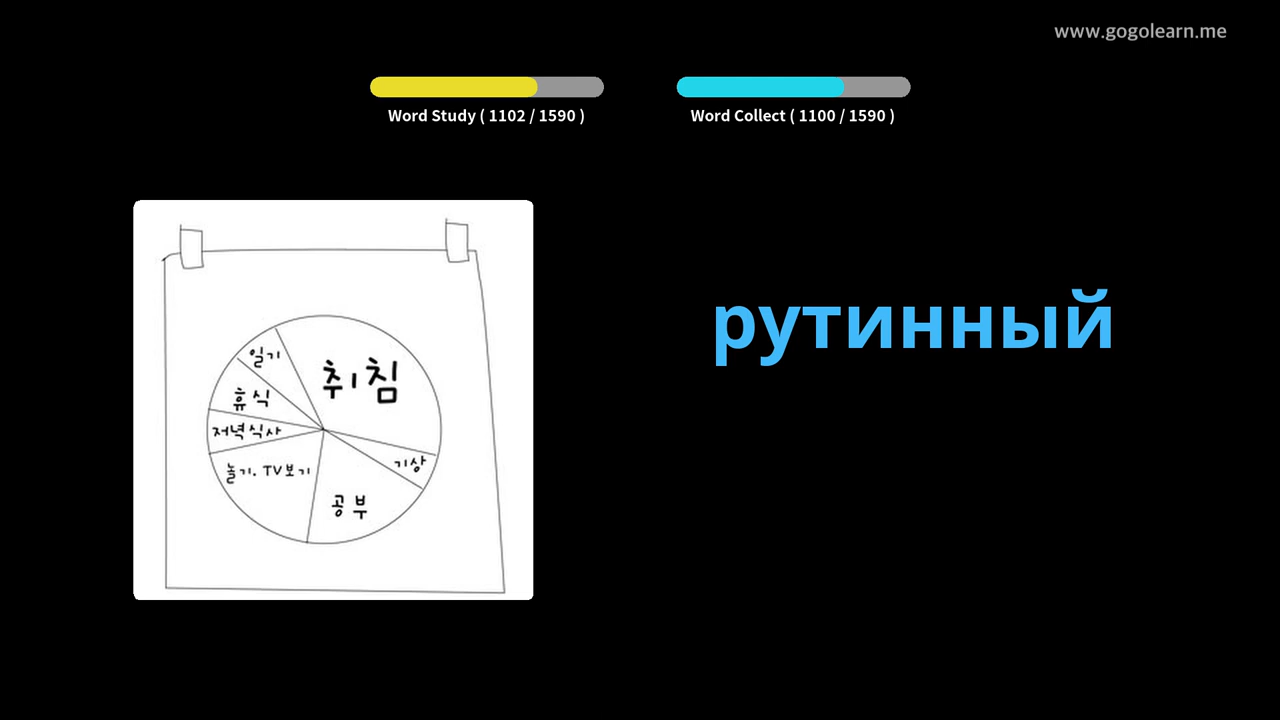 www.gogolearn.me
Word Study ( 1102 / 1590 )
Word Collect ( 1100 / 1590 )
일기
취침
휴식
저녁식사
기상
놀기. TV보기
공부
рутинный